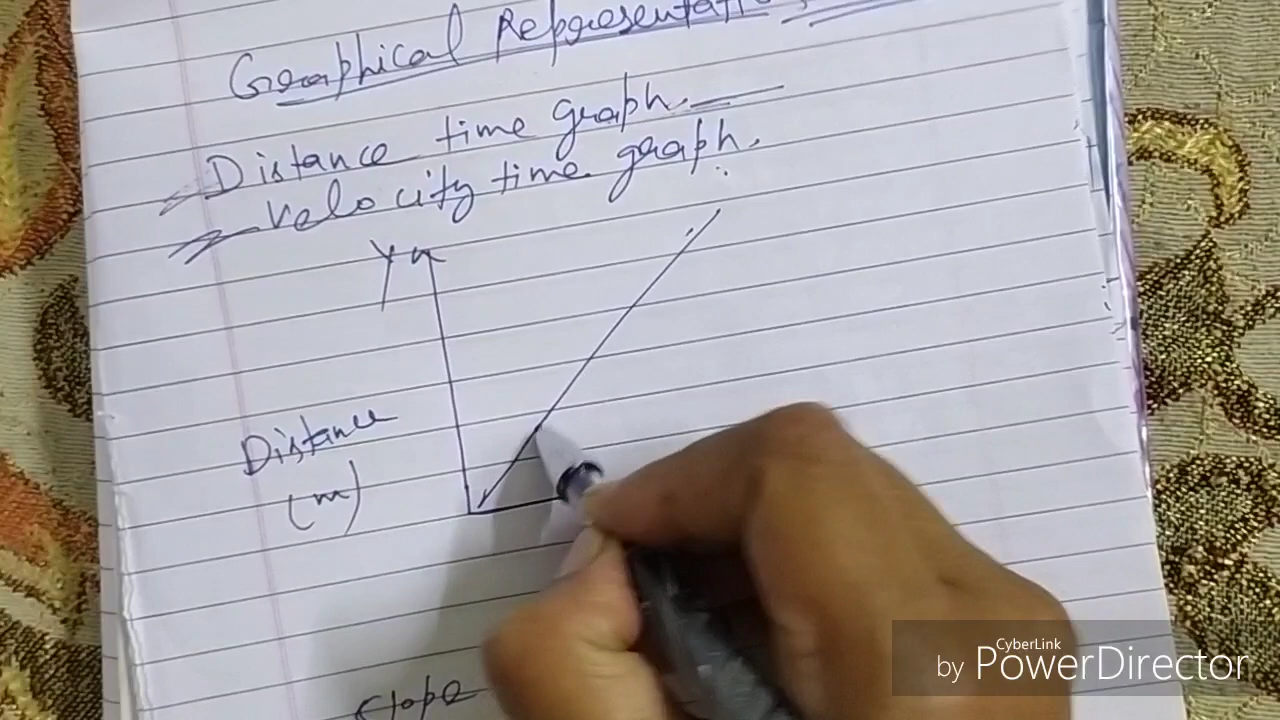 Graphical Representation
Distance time graph.
Velocity time graph.
Y
Distance
(m)
Slope
by CyberLink
PowerDirector